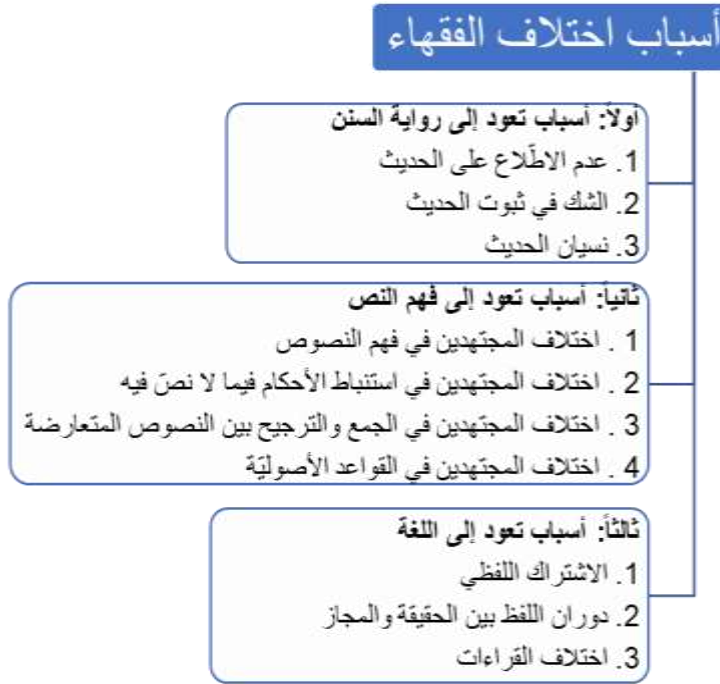 أسباب اختلاف الفقهاء
أولاً: أسباب تعود إلى رواية السنن
1. عدم الاطّلاع على الحديث
2. الشك في ثبوت الحديث
3. نسيان الحديث
ثانياً: أسباب تعود إلى فهم النص
1 . اختلاف المجتهدين في فهم النصوص
2 . اختلاف المجتهدين في استنباط الأحكام فيما لا نصّ فيه
3 . اختلاف المجتهدين في الجمع والترجيح بين النصوص المتعارضة
4 . اختلاف المجتهدين في القواعد الأصوليّة
ثالثاً: أسباب تعود إلى اللغة
1. الاشتراك اللفظي
2. دوران اللفظ بين الحقيقة والمجاز
3. اختلاف القراءات